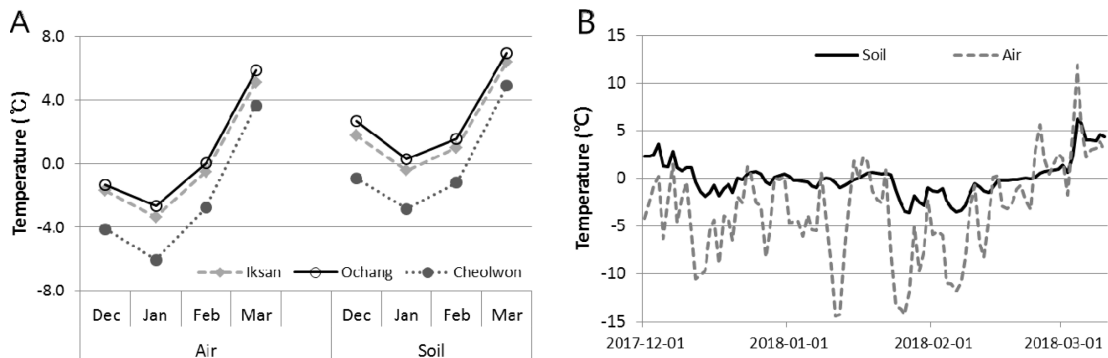 A
Temperature (℃)
8.0
4.0
0.0
-4.0
-8.0
Iksan
Ochang
Cheolwon
Dec Jan Feb Mar Dec Jan Feb Mar
Air Soil
B
Temperature (℃)
15
10
5
0
-5
-10
-15
Soil
Air
2017-12-01 2018-01-01 2018-02-01 2018-03-01